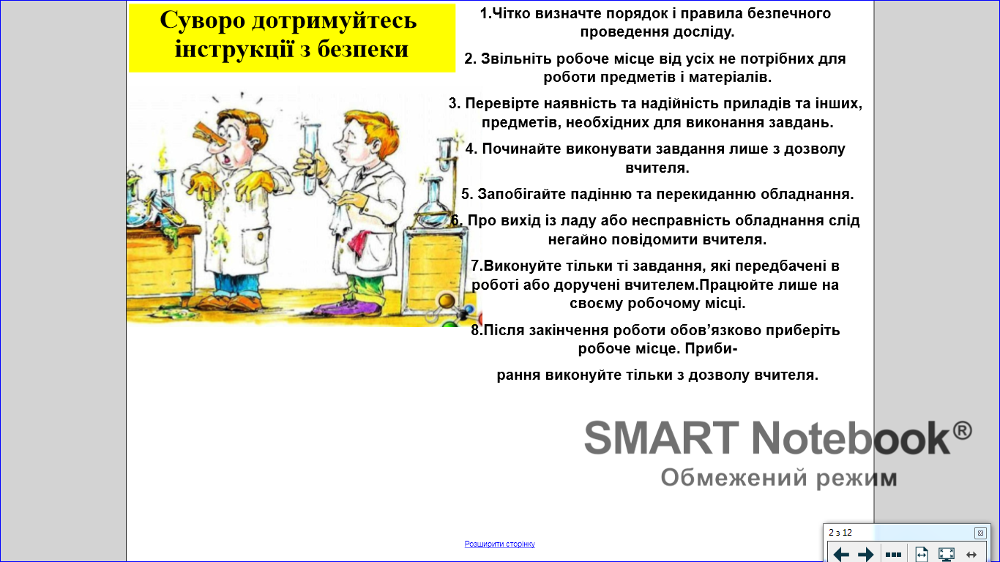 Суворо дотримуйтесь
інструкції з безпеки
1.Чітко визначте порядок і правила безпечного
проведення досліду.
2. Звільніть робоче місце від усіх не потрібних для
роботи предметів і матеріалів.
3. Перевірте наявність та надійність приладів та інших,
предметів, необхідних для виконання завдань.
4. Починайте виконувати завдання лише з дозволу
вчителя.
5. Запобігайте падінню та перекиданню обладнання.
6. Про вихід із ладу або несправність обладнання слід
негайно повідомити вчителя.
7.Виконуйте тільки ті завдання, які передбачені в
роботі або доручені вчителем.Працюйте лише на
своєму робочому місці.
8.Після закінчення роботи обов’язково приберіть
робоче місце. Приби-
рання виконуйте тільки з дозволу вчителя.
SMART Notebook®
Обмежений режим
2 з 12
Розширити сторінку